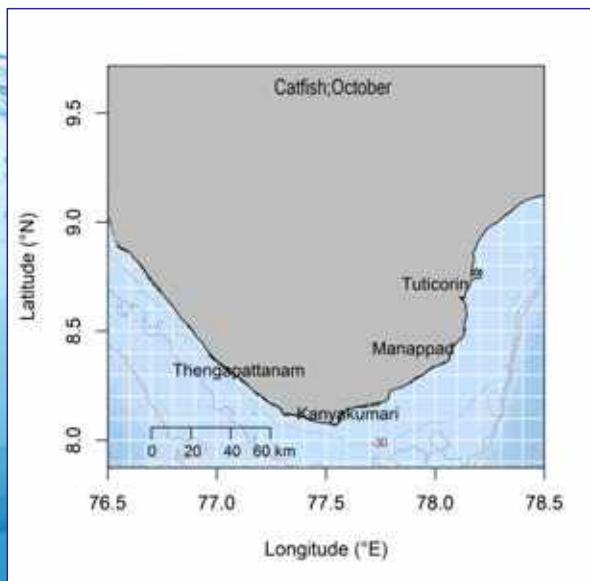 Catfish;October
9.5
9.0
8.5
8.0
Latitude (°N)
Tuticorin
Manappad
Thengapattanam
Kanyakumari
-30
0 20 40 60 km
76.5 77.0 77.5 78.0 78.5
Longitude (°E)